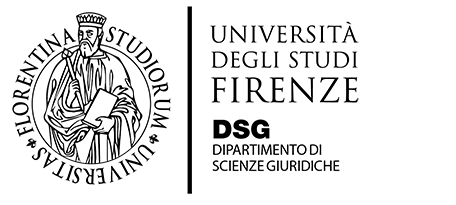 FLORENTINA STUDIORUM UNIVERSITAS
UNIVERSITÀ
DEGLI STUDI
FIRENZE
DSG
DIPARTIMENTO DI
SCIENZE GIURIDICHE